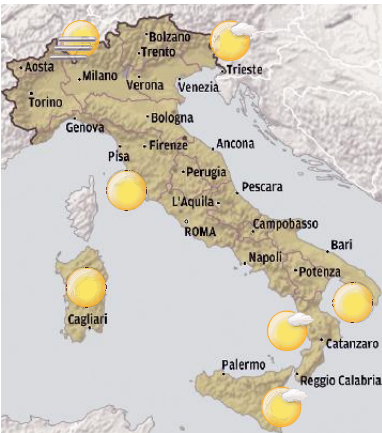 Bolzano
Trento
Aosta
Milano
Trieste
Verona
Venezia
Torino
Genova
Bologna
Pisa
Firenze
Ancona
Perugia
Pescara
L'Aquila
ROMA
Campobasso
Bari
Napoli
Potenza
Cagliari
Catanzaro
Palermo
Reggio Calabria